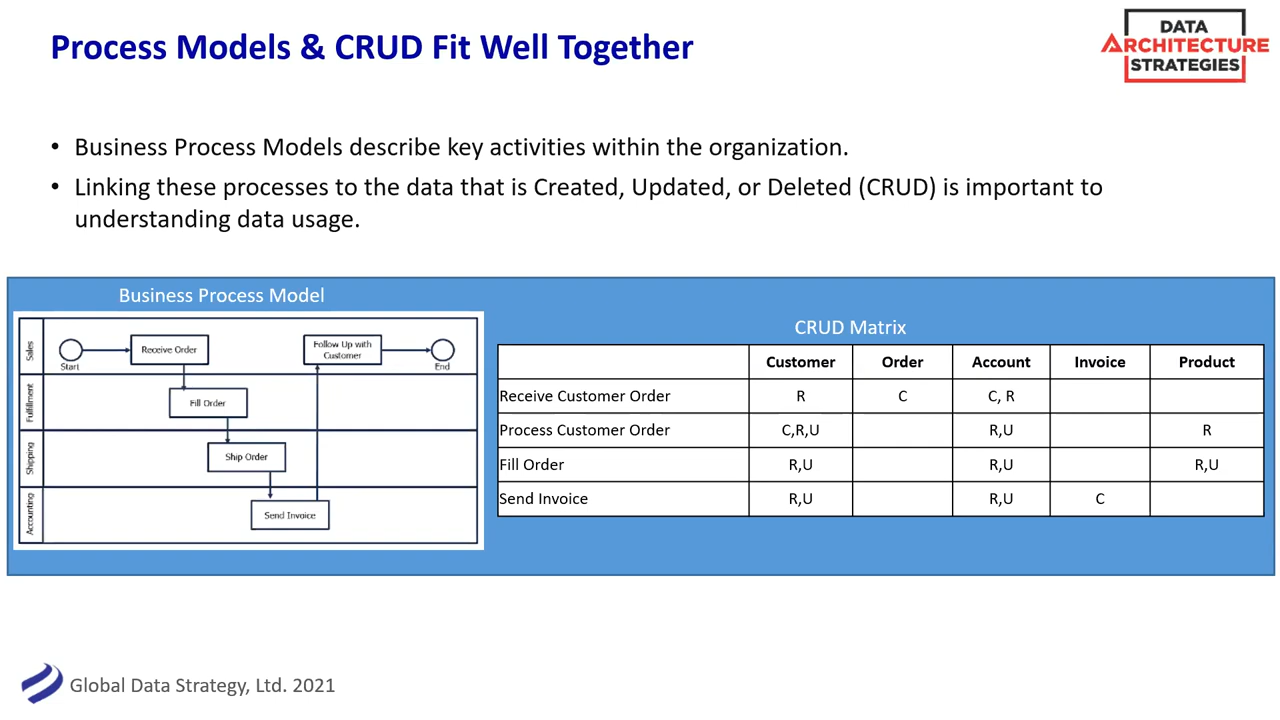 Process Models & CRUD Fit Well Together
DATA
ARCHITECTURE
STRATEGIES
• Business Process Models describe key activities within the organization.
• Linking these processes to the data that is Created, Updated, or Deleted (CRUD) is important to
understanding data usage.
Business Process Model
Sales
Start
Receive Order
Follow Up with
Customer
End
Fulfillment
Fill Order
Shipping
Ship Order
Accounting
Send Invoice
CRUD Matrix
Customer Order Account Invoice Product
Receive Customer Order R C C, R
Process Customer Order C,R,U R,U R
Fill Order R,U R,U R,U
Send Invoice R,U R,U C
Global Data Strategy, Ltd. 2021